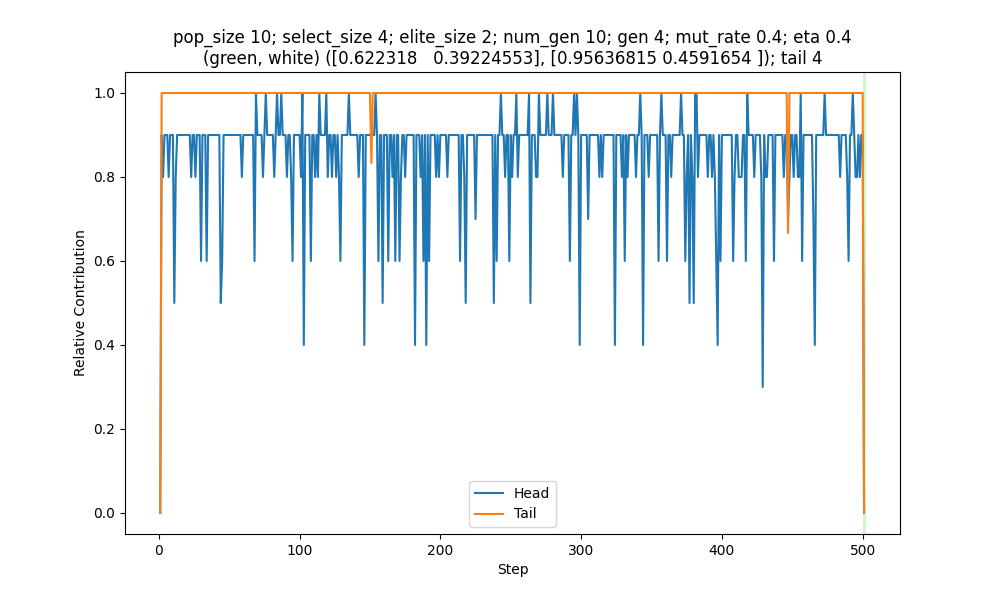 pop_size 10; select_size 4; elite_size 2; num_gen 10; gen 4; mut_rate 0.4; eta 0.4
(green, white) ([0.622318   0.39224553], [0.95636815 0.4591654 ]); tail 4
1.0
0.8
0.6
0.4
0.2
0.0
Relative Contribution
Head
Tail
0
100
200
300
400
500
Step